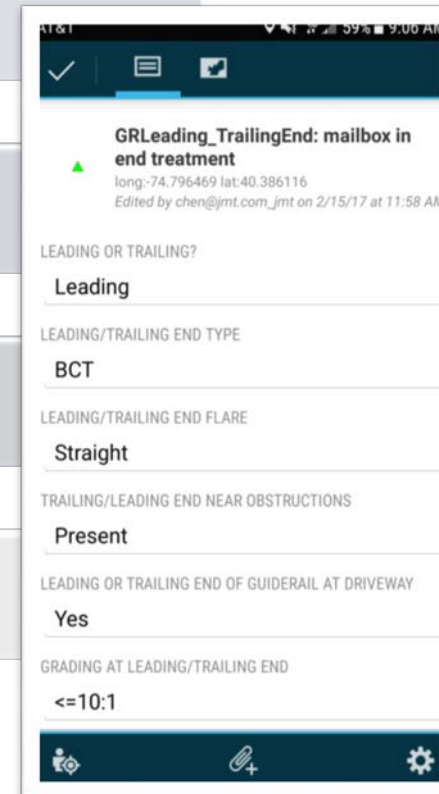 AT&T 59% 9:06 AM
GRLeading_TrailingEnd: mailbox in
end treatment
long:-74.796469 lat:40.386116
Edited by chen@jmt.com_jmt on 2/15/17 at 11:58 AM
LEADING OR TRAILING?
Leading
LEADING/TRAILING END TYPE
BCT
LEADING/TRAILING END FLARE
Straight
TRAILING/LEADING END NEAR OBSTRUCTIONS
Present
LEADING OR TRAILING END OF GUIDERAIL AT DRIVEWAY
Yes
GRADING AT LEADING/TRAILING END
<=10:1